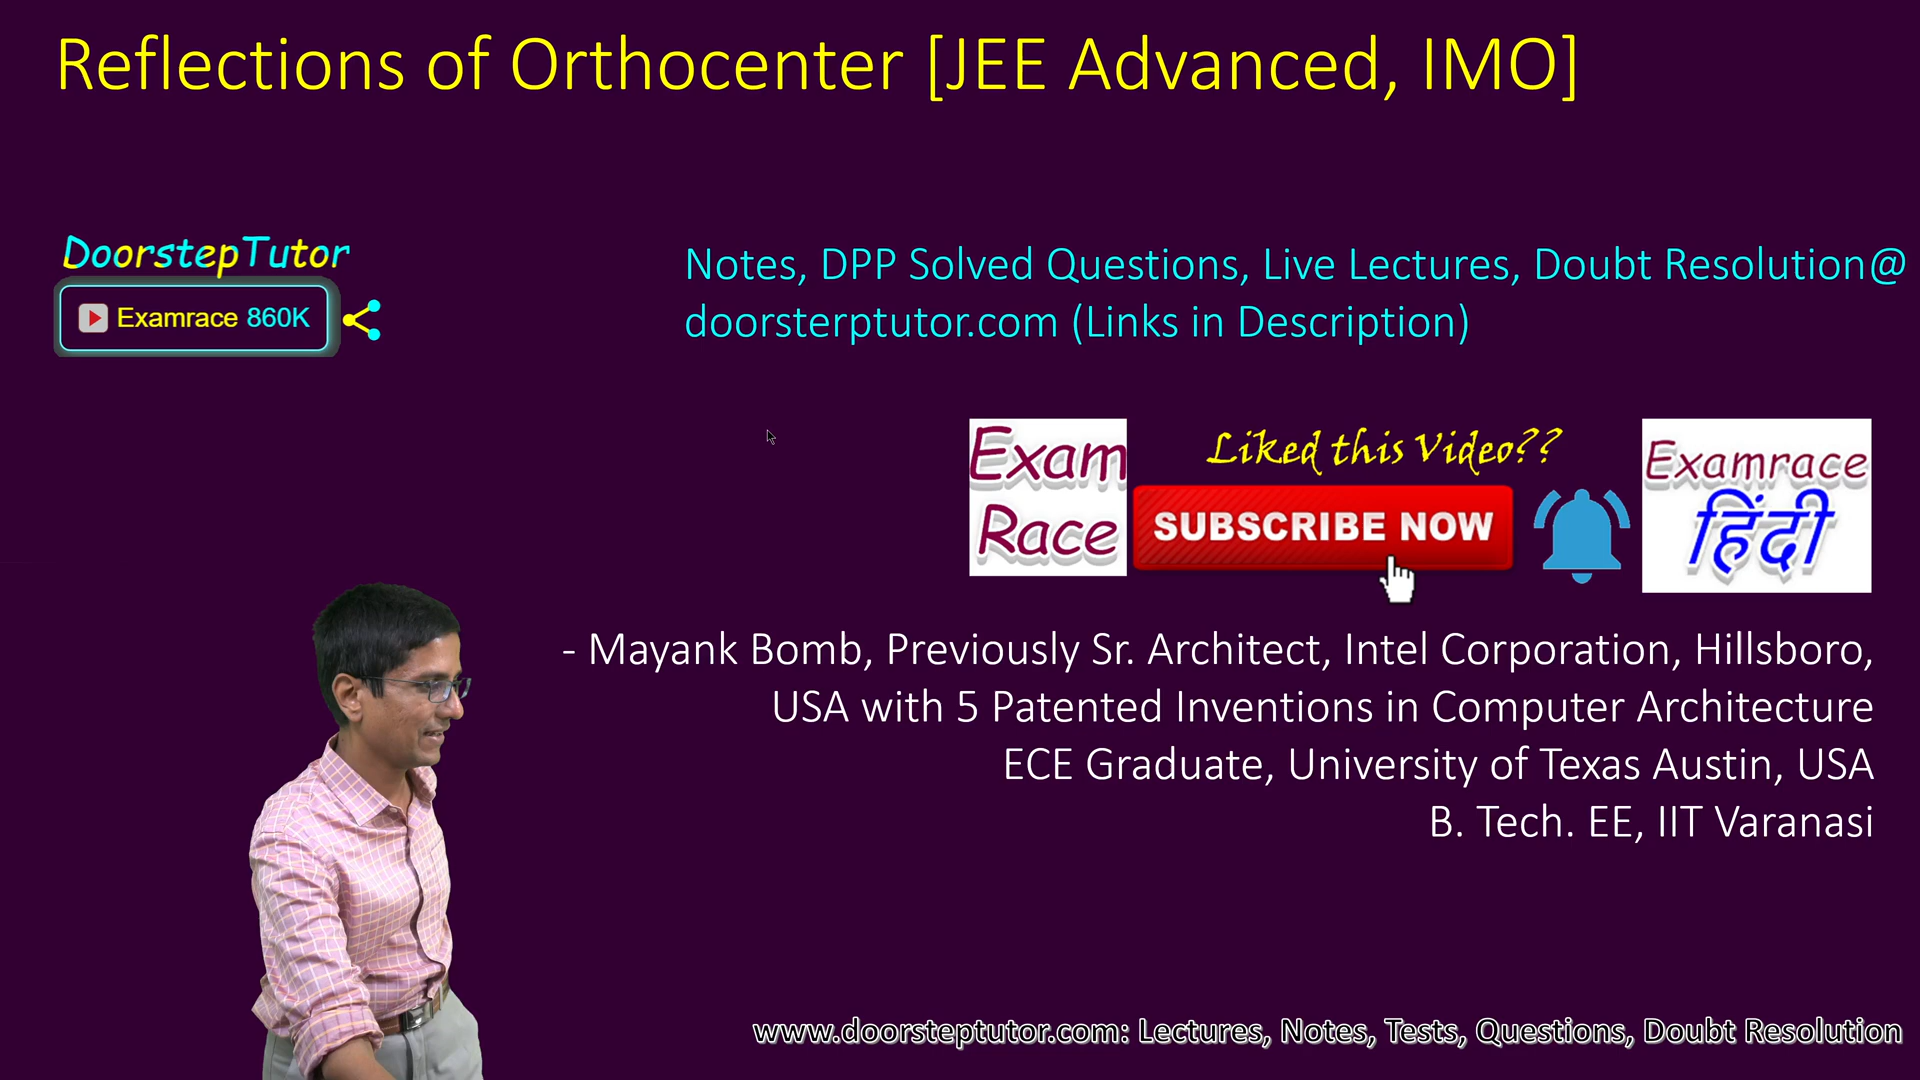 Reflections of Orthocenter [JEE Advanced, IMO]
DoorstepTutor
Examrace 860K
Notes, DPP Solved Questions, Live Lectures, Doubt Resolution@
doorsterptutor.com (Links in Description)
Exam
Race
Liked this Video??
SUBSCRIBE NOW
Examrace
हिंदी
- Mayank Bomb, Previously Sr. Architect, Intel Corporation, Hillsboro,
USA with 5 Patented Inventions in Computer Architecture
ECE Graduate, University of Texas Austin, USA
B. Tech. EE, IIT Varanasi
www.doorsteptutor.com: Lectures, Notes, Tests, Questions, Doubt Resolution